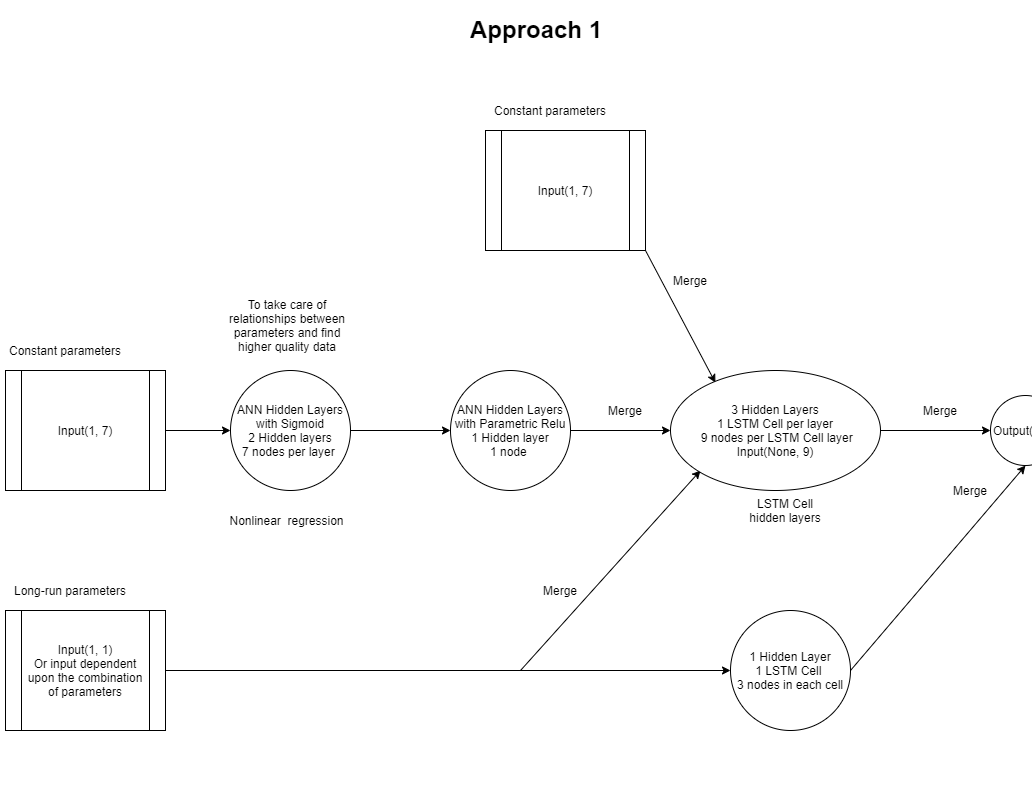 Approach 1
Constant parameters
Input(1, 7)
Merge
To take care of
relationships between
parameters and find
higher quality data
Constant parameters
Input(1, 7)
ANN Hidden Layers
with Sigmoid
2 Hidden layers
7 nodes per layer
Nonlinear  regression
ANN Hidden Layers
with Parametric Relu
1 Hidden layer
1 node
Merge
3 Hidden Layers
1 LSTM Cell per layer
9 nodes per LSTM Cell layer
Input(None, 9)
LSTM Cell
hidden layers
Merge
Output(
Merge
Merge
Long-run parameters
Input(1, 1)
Or input dependent
upon the combination
of parameters
1 Hidden Layer
1 LSTM Cell
3 nodes in each cell